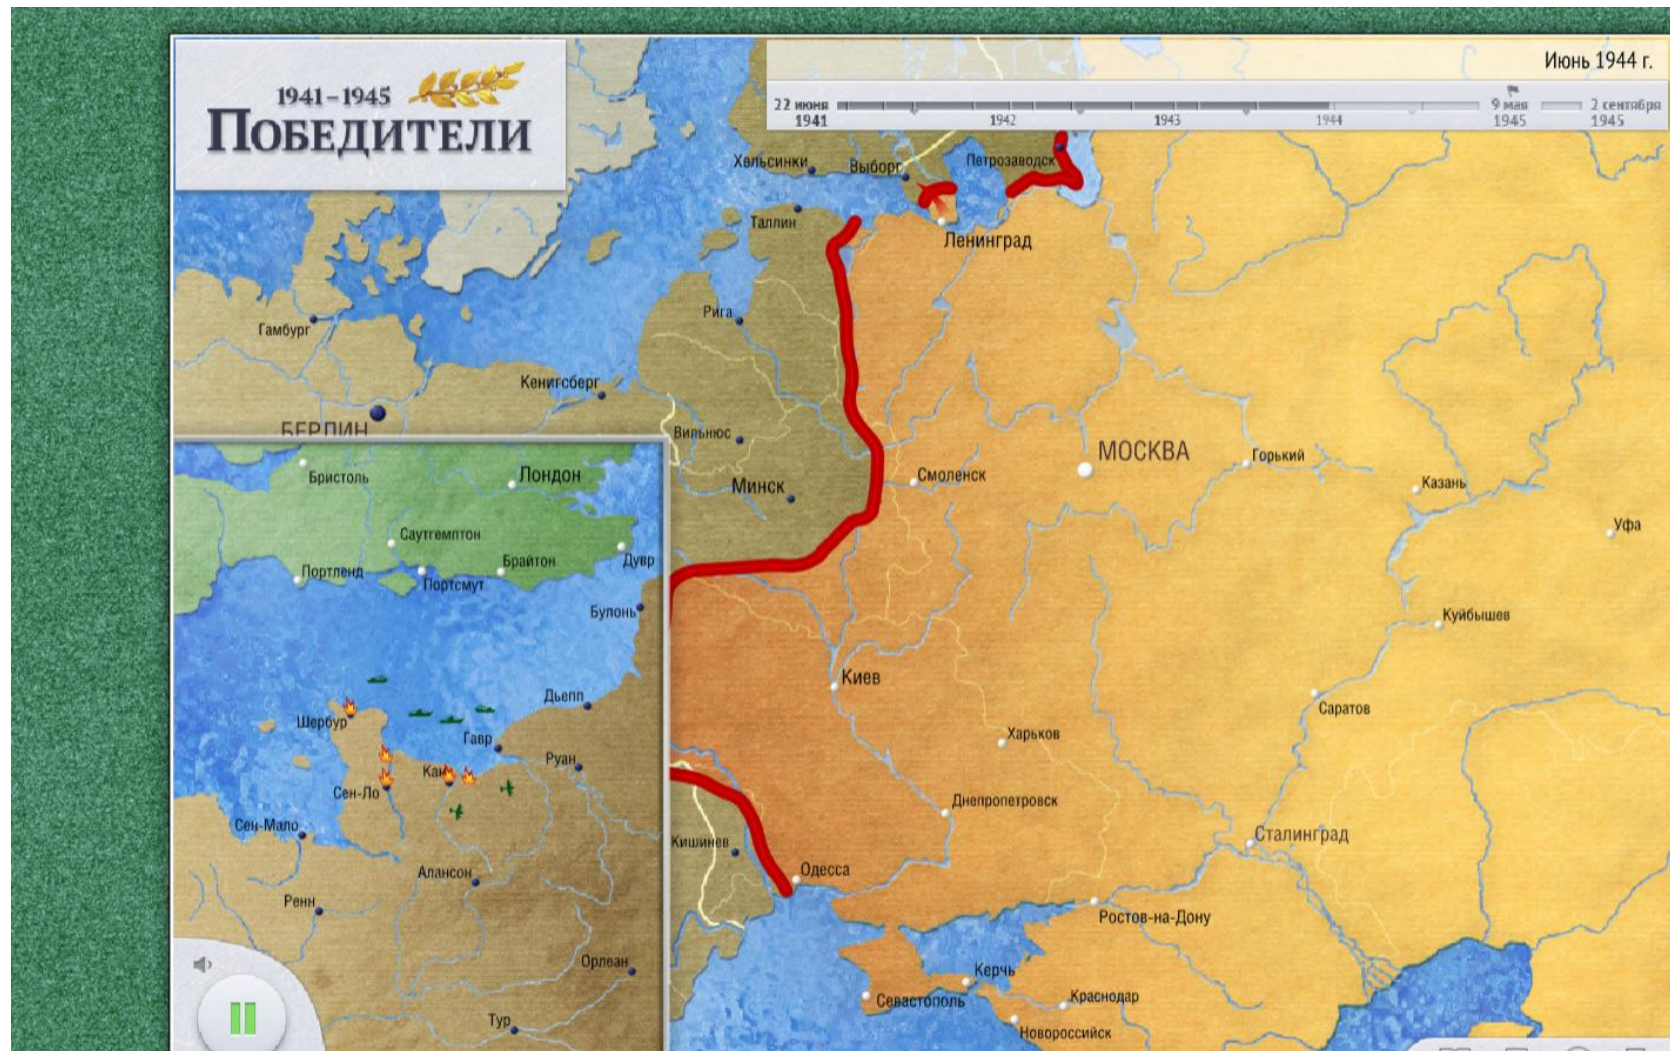 1941–1945
ПОБЕДИТЕЛИ
Июнь 1944 г.
22 июня
1941
1942
1943
1944
9 мая
1945
2 сентября
1945
Хельсинки
Выборг
Петрозаводск
Таллин
Ленинград
Рига
Гамбург
Кенигсберг
БЕРЛИН
Вильнюс
Минск
МОСКВА
Смоленск
Горький
Казань
Уфа
Куйбышев
Киев
Саратов
Харьков
Днепропетровск
Сталинград
Кишинев
Одесса
Ростов-на-Дону
Керчь
Севастополь
Краснодар
Новороссийск
Бристоль
Лондон
Саутгемптон
Брайтон
Дувр
Портленд
Портсмут
Булонь
Дьепп
Шербур
Гавр
Руан
Кан
Сен-Ло
Сен-Мало
Алансон
Ренн
Орлеан
Тур